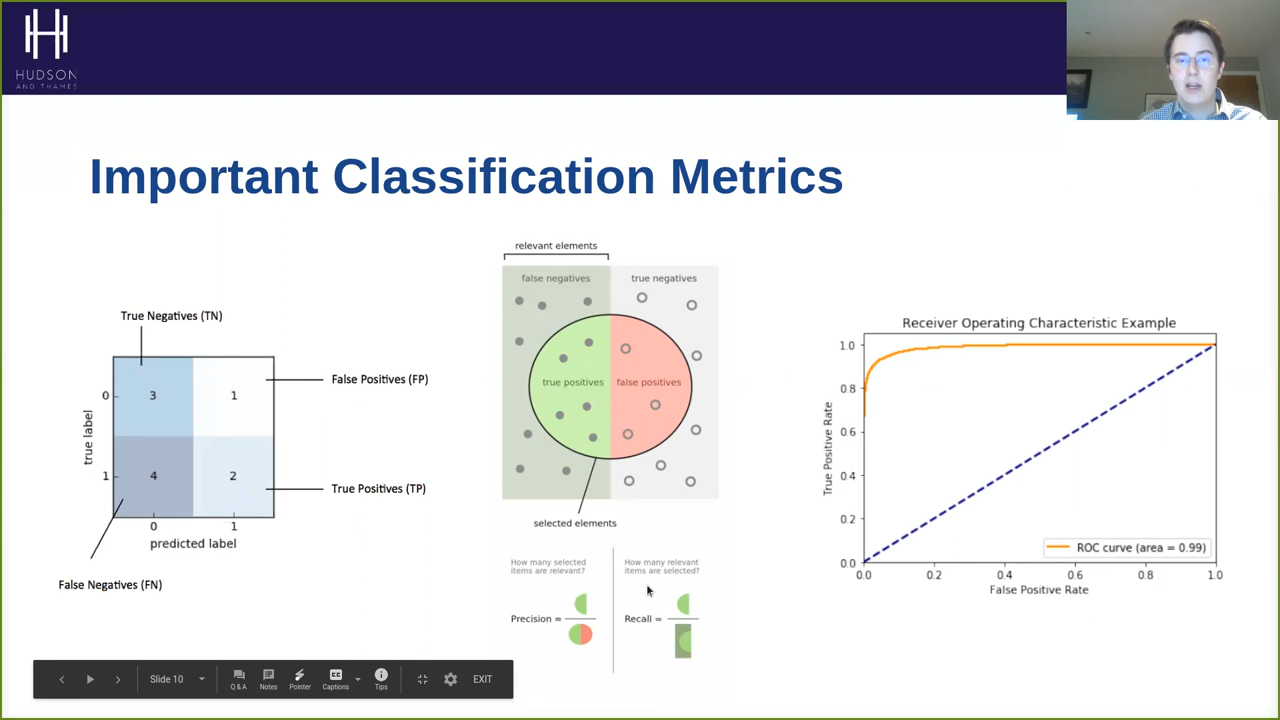 HUDSON
AND THAMES
Important Classification Metrics
True Negatives (TN)
3
1
4
2
0
1
0
1
true label
predicted label
False Positives (FP)
True Positives (TP)
False Negatives (FN)
relevant elements
false negatives
true negatives
true positives
false positives
selected elements
How many selected
items are relevant?
Precision =
How many relevant
items are selected?
Recall =
Receiver Operating Characteristic Example
True Positive Rate
1.0
0.8
0.6
0.4
0.2
0.0
ROC curve (area = 0.99)
0.0
0.2
0.4
0.6
0.8
1.0
False Positive Rate
Slide 10
Q & A
Notes
Pointer
Captions
Tips
EXIT